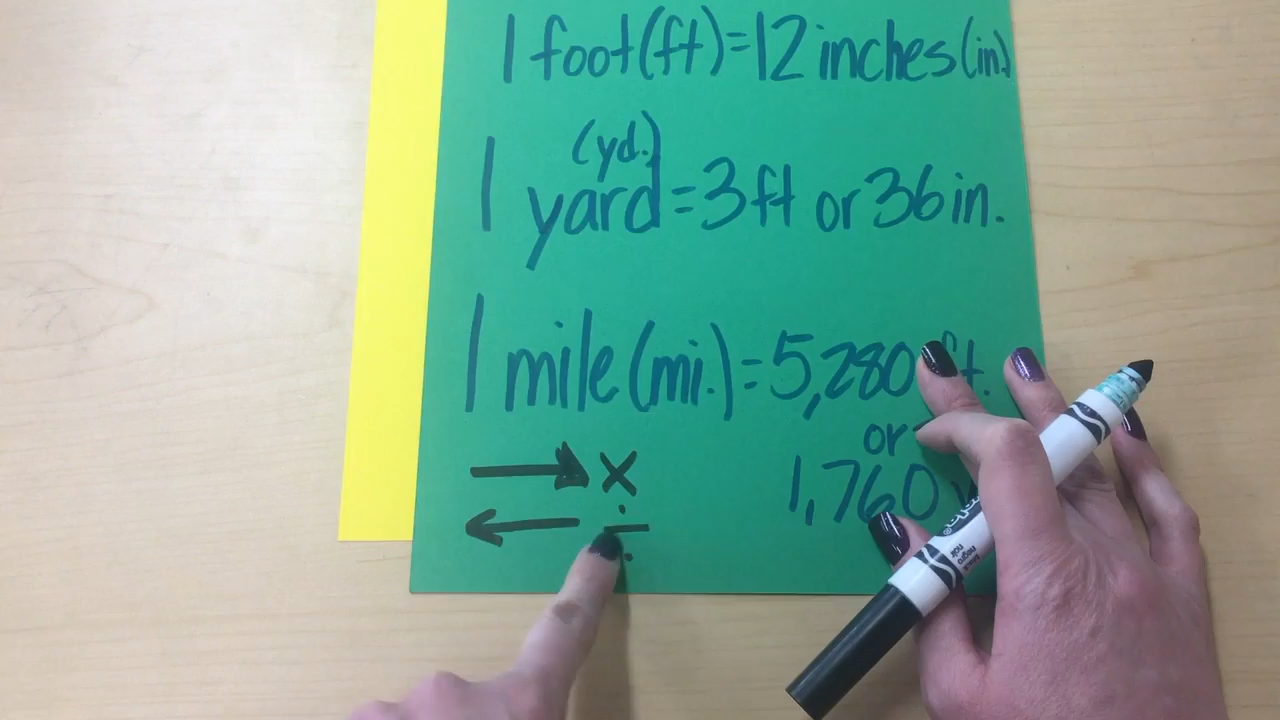 1 foot (ft) = 12 inches (in.)
(yd.)
1 yard = 3 ft or 36 in.
1 mile (mi.) = 5,280 ft.
or
1,760
→ X
← ÷